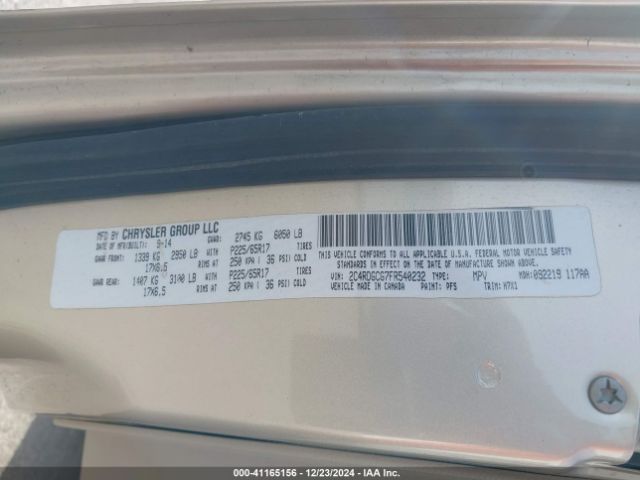 MFD BY CHRYSLER GROUP LLC
DATE OF MFR(BUILT): 9-14 GVWR: 2745 KG 6050 LB
GAWR FRONT: 1339 KG 2950 LB WITH P225/65R17 TIRES
17X6.5 RIMS AT 250 KPA( 36 PSI) COLD
GAWR REAR: 1407 KG 3100 LB WITH P225/65R17 TIRES
17X6.5 RIMS AT 250 KPA( 36 PSI) COLD
THIS VEHICLE CONFORMS TO ALL APPLICABLE U.S.A. FEDERAL MOTOR VEHICLE SAFETY
STANDARDS IN EFFECT ON THE DATE OF MANUFACTURE SHOWN ABOVE.
VIN: 2C4RDGCG7FR540232 TYPE: MPV MDH: 092219 117AA
VEHICLE MADE IN CANADA PAINT: PFS TRIM: H7X1
000-41165156 - 12/23/2024 - IAA Inc.